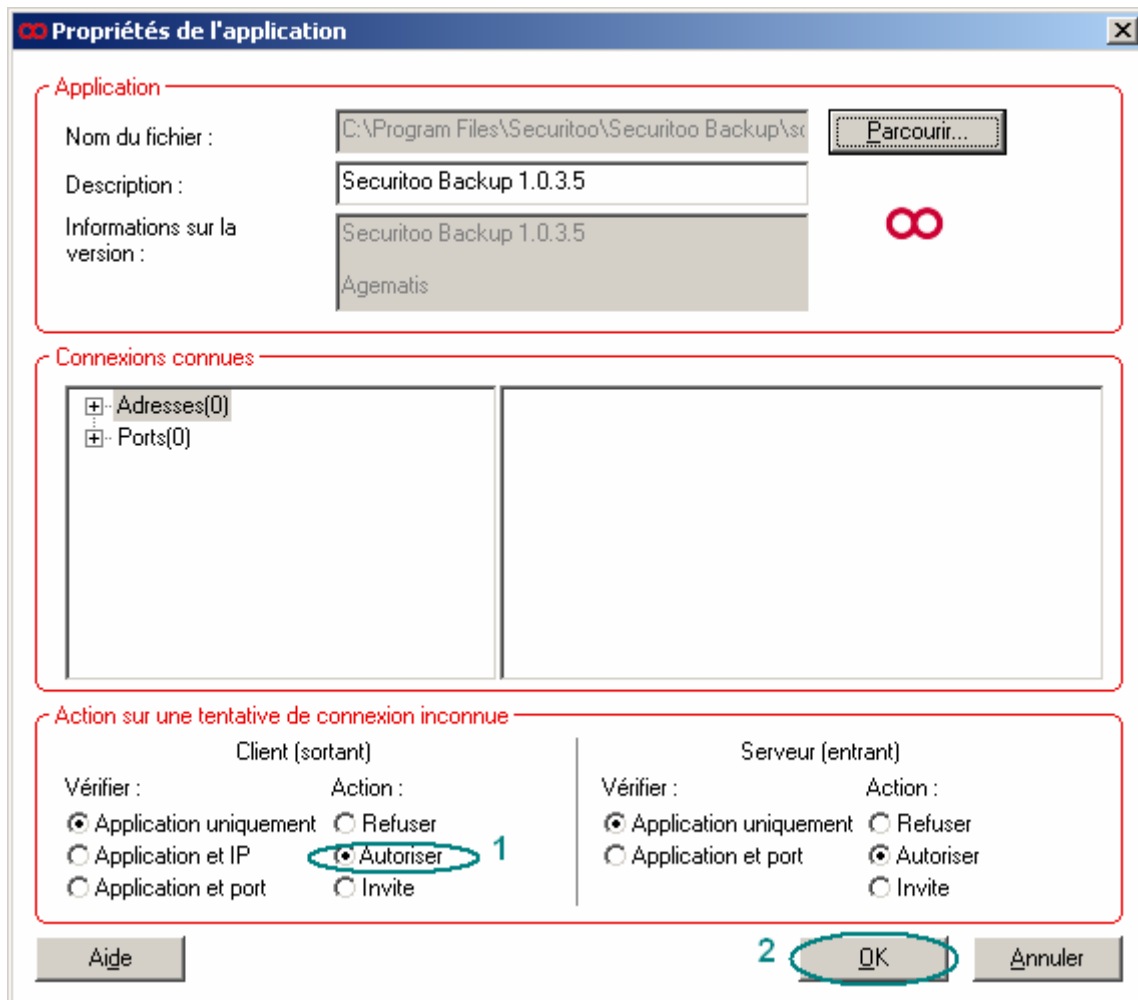 Propriétés de l'application
Application
Nom du fichier :
C:\Program Files\Securitoo\Securitoo Backup\
Parcourir...
Description :
Securitoo Backup 1.0.3.5
Informations sur la
version :
Securitoo Backup 1.0.3.5
Agematis
Connexions connues
Adresses(0)
Ports(0)
Action sur une tentative de connexion inconnue
Client (sortant)
Serveur (entrant)
Vérifier :
Action :
Vérifier :
Action :
Application uniquement
Refuser
Application uniquement
Refuser
Application et IP
Autoriser
1
Application et port
Autoriser
Application et port
Invite
Invite
Aide
2
OK
Annuler